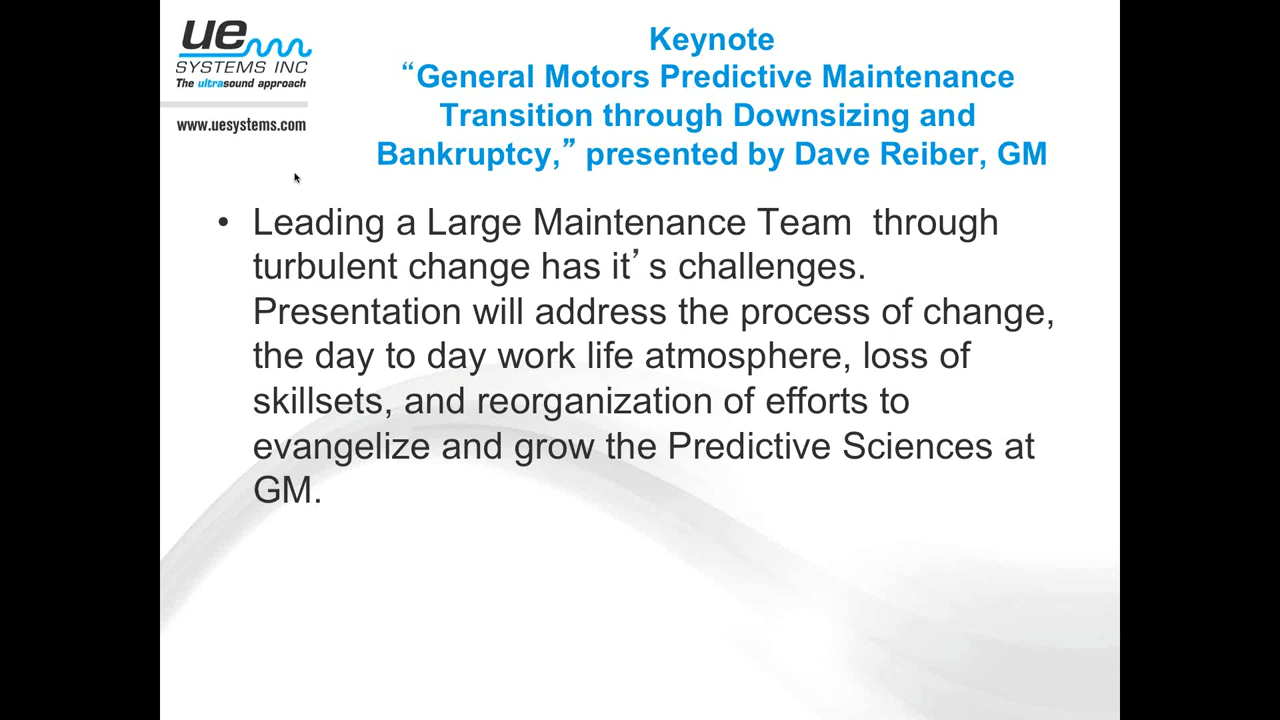 ue
SYSTEMS INC
The ultrasound approach
www.uesystems.com
Keynote
“General Motors Predictive Maintenance
Transition through Downsizing and
Bankruptcy,” presented by Dave Reiber, GM
• Leading a Large Maintenance Team through
turbulent change has it’s challenges.
Presentation will address the process of change,
the day to day work life atmosphere, loss of
skillsets, and reorganization of efforts to
evangelize and grow the Predictive Sciences at
GM.